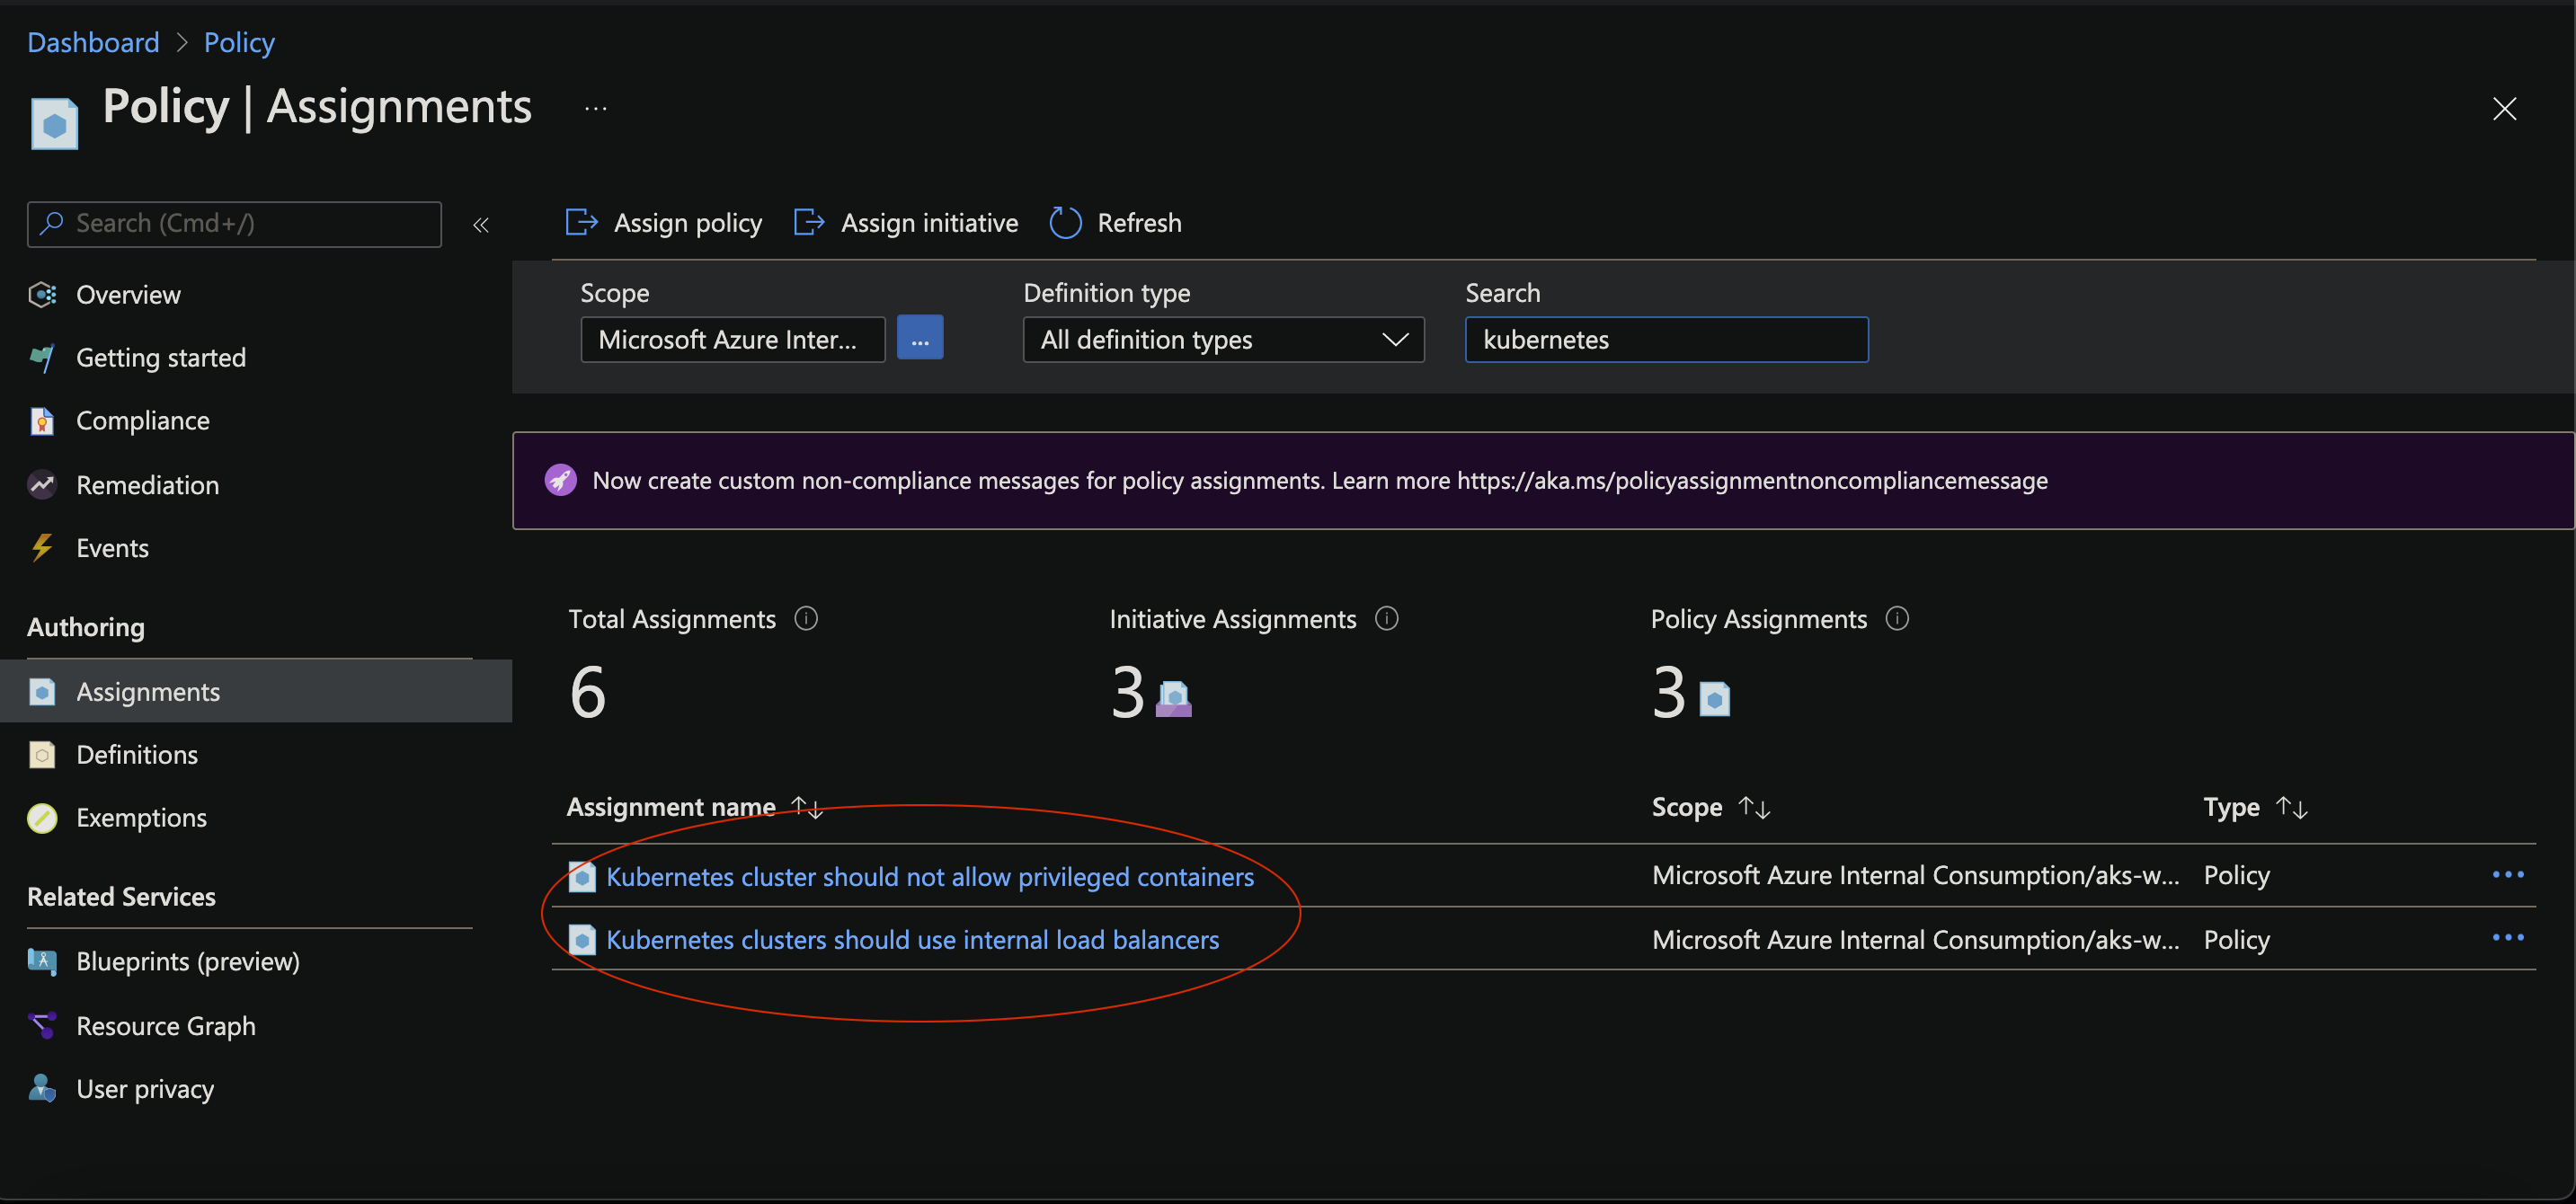 Dashboard > Policy
Policy | Assignments ...
Search (Cmd+/) «
Overview
Getting started
Compliance
Remediation
Events
Authoring
Assignments
Definitions
Exemptions
Related Services
Blueprints (preview)
Resource Graph
User privacy
Assign policy Assign initiative Refresh
Scope Definition type Search
Microsoft Azure Inter... ... All definition types kubernetes
Now create custom non-compliance messages for policy assignments. Learn more https://aka.ms/policyassignmentnoncompliancemessage
Total Assignments Initiative Assignments Policy Assignments
6 3 3
Assignment name Scope Type
Kubernetes cluster should not allow privileged containers Microsoft Azure Internal Consumption/aks-w... Policy ...
Kubernetes clusters should use internal load balancers Microsoft Azure Internal Consumption/aks-w... Policy ...